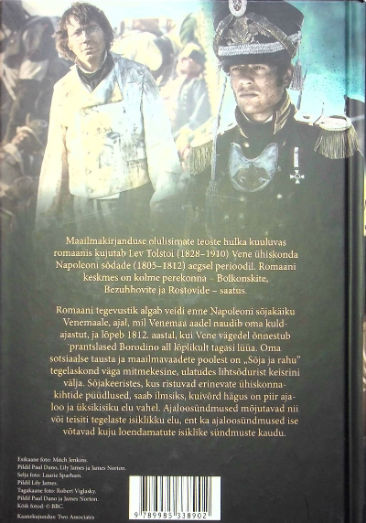 Maailmakirjanduse olulisimate teoste hulka kuuluvas
romaanis kujutab Lev Tolstoi (1828–1910) Vene ühiskonda
Napoleoni sõdade (1805–1812) aegsel perioodil. Romaani
keskmes on kolme perekonna – Bolkonskite,
Bezuhhovite ja Rostovide – saatus.
Romaani tegevustik algab veidi enne Napoleoni sõjakäiku
Venemaale, ajal, mil Venemaa aadel naudib oma kuld-
ajastut, ja lõpeb 1812. aastal, kui Vene vägedel õnnestub
prantslased Borodino all lõplikult tagasi lüüa. Oma
sotsiaalse tausta ja maailmavaadete poolest on „Sõja ja rahu"
tegelaskond väga mitmekesine, ulatudes lihtsõdurist keisrini
välja. Sõjakeerises, kus ristuvad erinevate ühiskonna-
kihtide püüdlused, saab ilmsiks, kuivõrd hägus on piir aja-
loo ja üksikisiku elu vahel. Ajaloosündmused mõjutavad nii
või teisiti tegelaste isiklikku elu, ent ka ajaloosündmused ise
võtavad kuju loendamatute isiklike sündmuste kaudu.
Esikaane foto: Mitch Jenkins.
Pildil Paul Dano, Lily James ja James Norton.
Selja foto: Laurie Sparham.
Pildil Lily James.
Tagakaane foto: Robert Viglasky.
Pildil Paul Dano ja James Norton.
Kõik fotod: © BBC.
Kaanekujundus: Two Associates
9 789985 338902